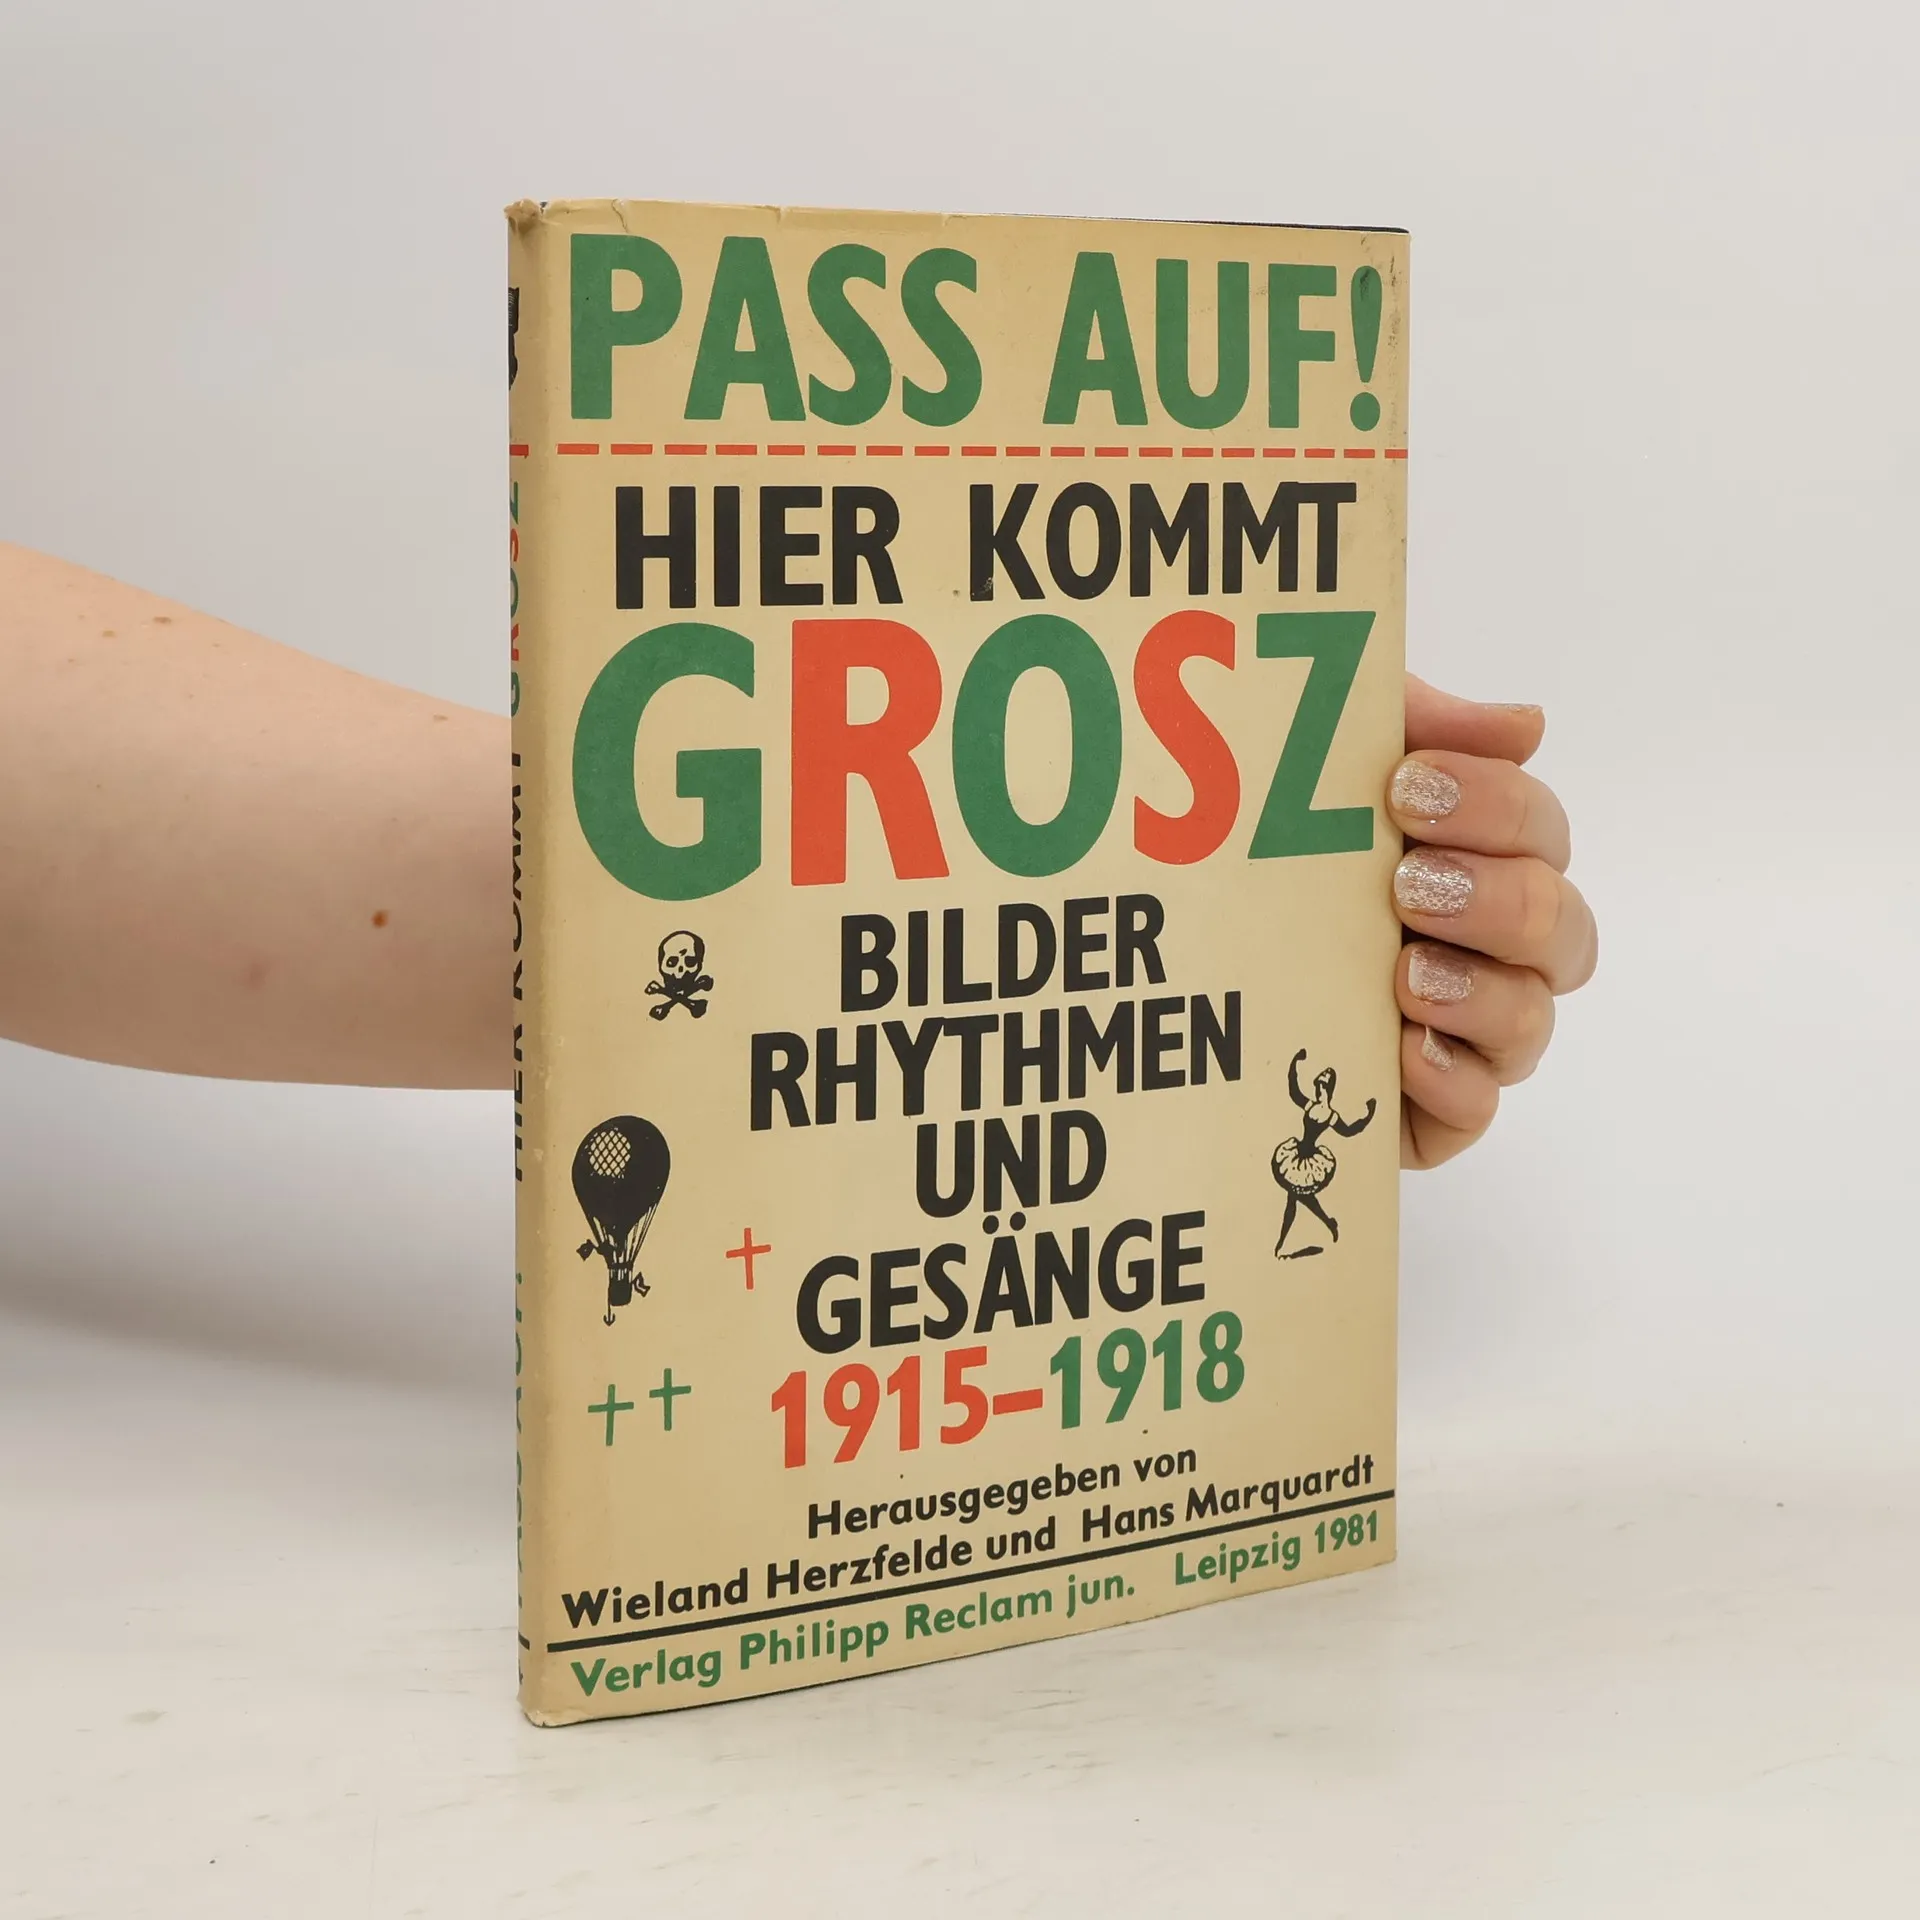 PASS AUF!
HIER KOMMT
GROSZ
BILDER
RHYTHMEN
UND
GESÄNGE
1915–1918
Herausgegeben von
Wieland Herzfelde und Hans Marquardt
Verlag Philipp Reclam jun. Leipzig 1981
PASS AUF! HIER KOMMT GROSZ